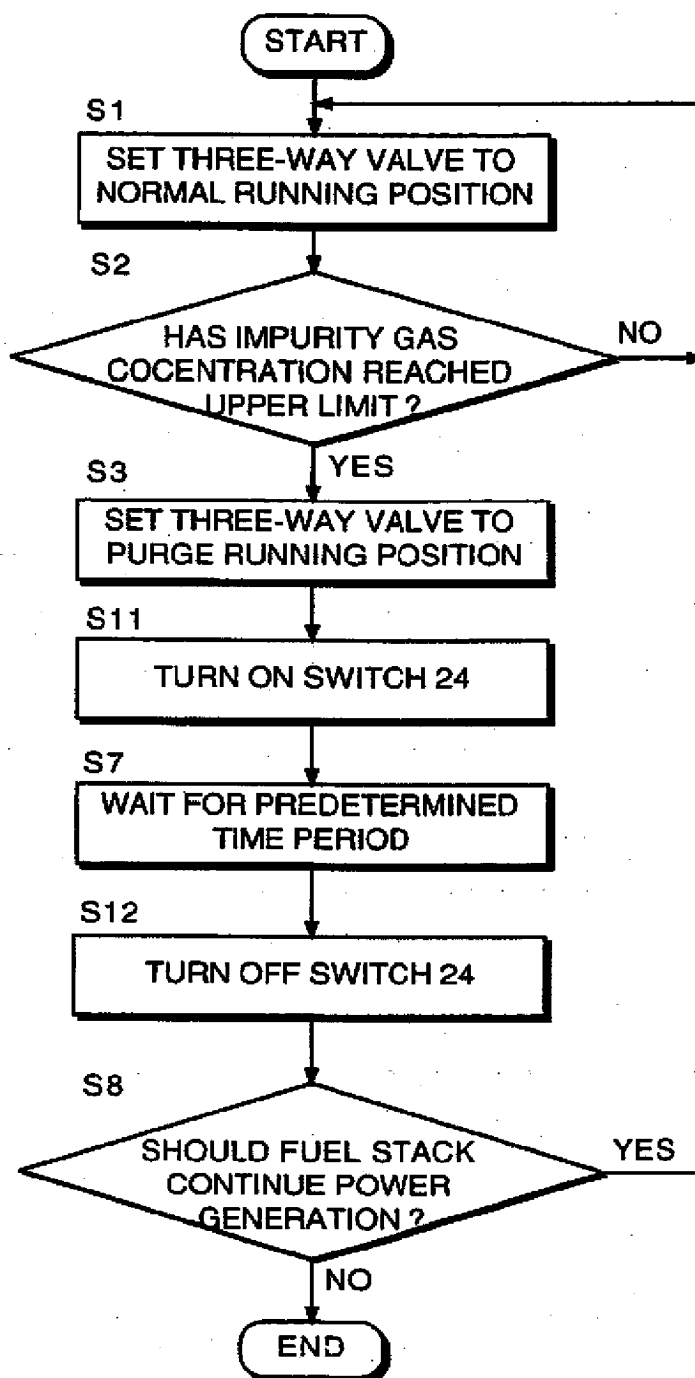 START
S1
SET THREE-WAY VALVE TO
NORMAL RUNNING POSITION
S2
HAS IMPURITY GAS
COCENTRATION REACHED
UPPER LIMIT ?
NO
YES
S3
SET THREE-WAY VALVE TO
PURGE RUNNING POSITION
S11
TURN ON SWITCH 24
S7
WAIT FOR PREDETERMINED
TIME PERIOD
S12
TURN OFF SWITCH 24
S8
SHOULD FUEL STACK
CONTINUE POWER
GENERATION ?
YES
NO
END